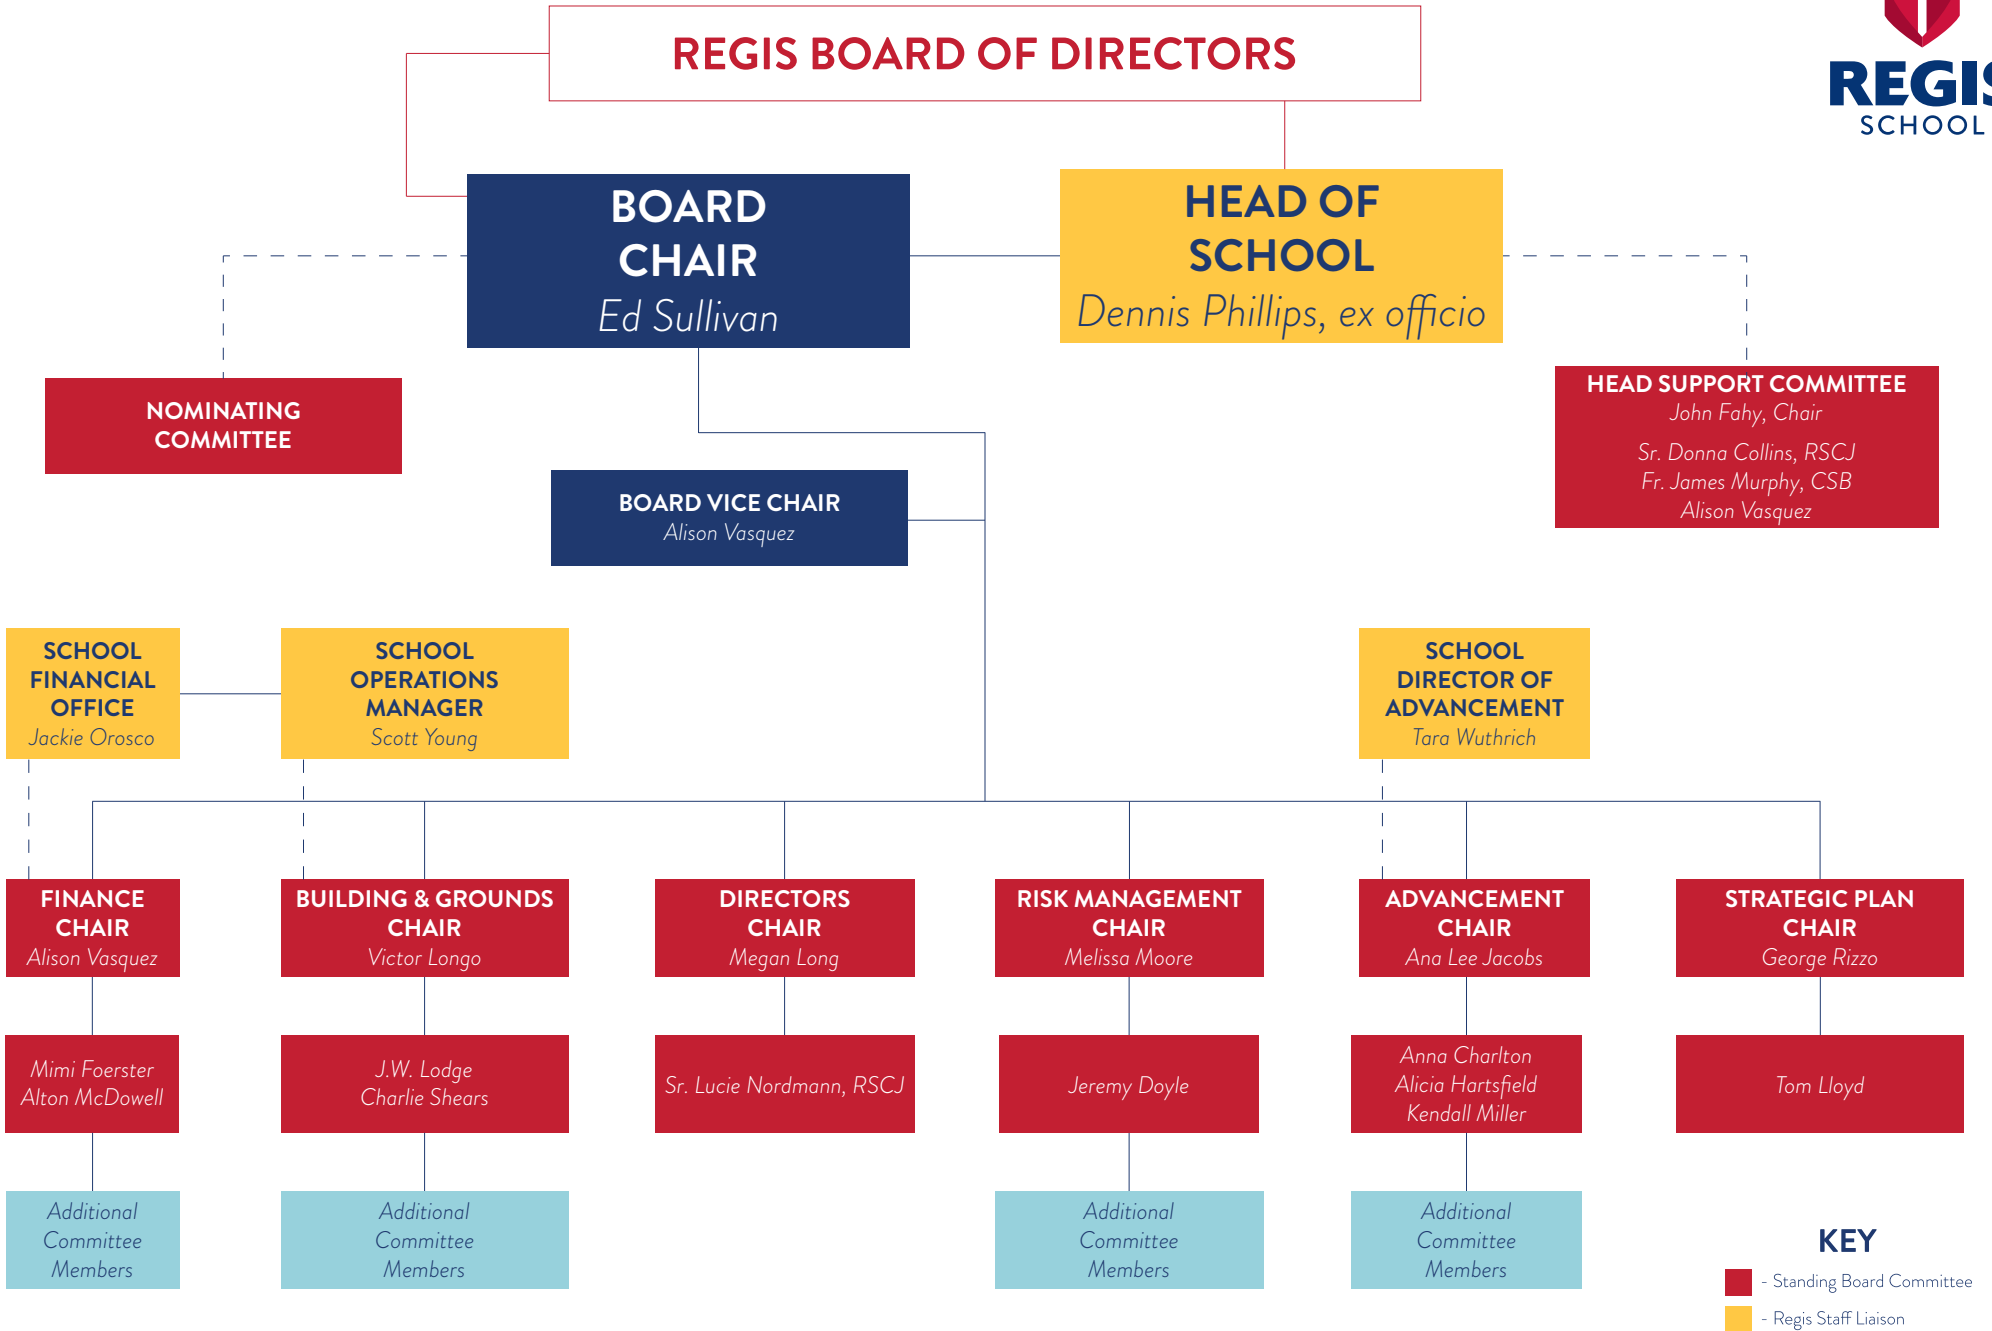 REGIS BOARD OF DIRECTORS
REGIS
SCHOOL
BOARD
CHAIR
Ed Sullivan
HEAD OF
SCHOOL
Dennis Phillips, ex officio
NOMINATING
COMMITTEE
HEAD SUPPORT COMMITTEE
John Fahy, Chair
Sr. Donna Collins, RSCJ
Fr. James Murphy, CSB
Alison Vasquez
BOARD VICE CHAIR
Alison Vasquez
SCHOOL
FINANCIAL
OFFICE
Jackie Orosco
SCHOOL
OPERATIONS
MANAGER
Scott Young
SCHOOL
DIRECTOR OF
ADVANCEMENT
Tara Wuthrich
FINANCE
CHAIR
Alison Vasquez
BUILDING & GROUNDS
CHAIR
Victor Longo
DIRECTORS
CHAIR
Megan Long
RISK MANAGEMENT
CHAIR
Melissa Moore
ADVANCEMENT
CHAIR
Ana Lee Jacobs
STRATEGIC PLAN
CHAIR
George Rizzo
Mimi Foerster
Alton McDowell
J.W. Lodge
Charlie Shears
Sr. Lucie Nordmann, RSCJ
Jeremy Doyle
Anna Charlton
Alicia Hartsfield
Kendall Miller
Tom Lloyd
Additional
Committee
Members
Additional
Committee
Members
Additional
Committee
Members
Additional
Committee
Members
KEY
- Standing Board Committee
- Regis Staff Liaison